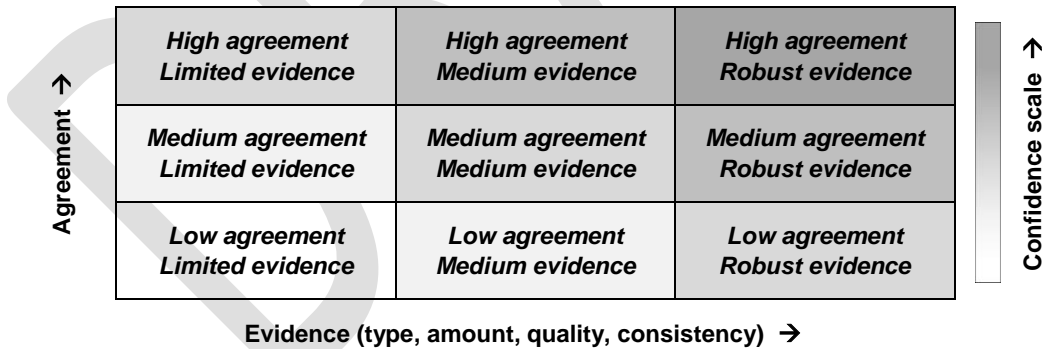 High agreement
Limited evidence
High agreement
Medium evidence
High agreement
Robust evidence
Medium agreement
Limited evidence
Medium agreement
Medium evidence
Medium agreement
Robust evidence
Low agreement
Limited evidence
Low agreement
Medium evidence
Low agreement
Robust evidence
Agreement →
Confidence scale →
Evidence (type, amount, quality, consistency) →